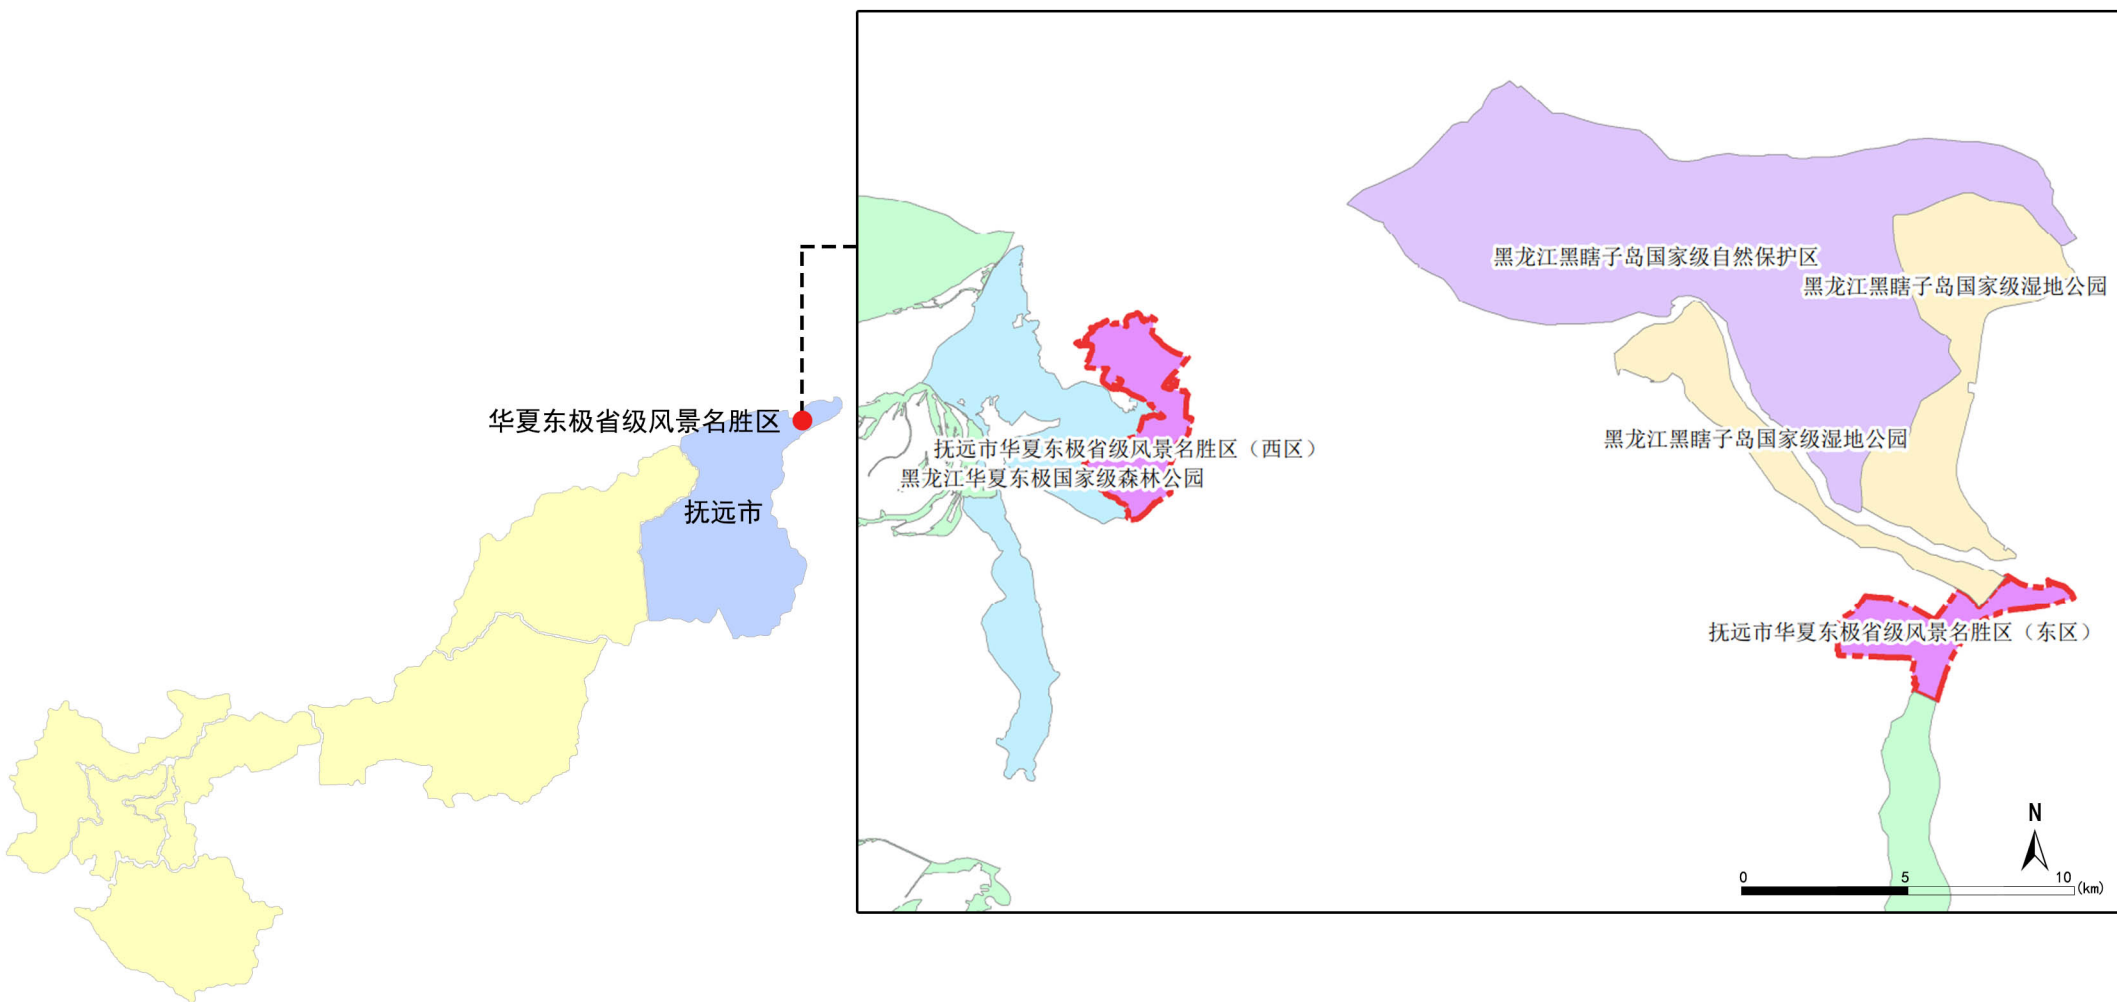 华夏东极省级风景名胜区
抚远市
黑龙江黑瞎子岛国家级自然保护区
黑龙江黑瞎子岛国家级湿地公园
黑龙江黑瞎子岛国家级湿地公园
抚远市华夏东极省级风景名胜区（西区）
黑龙江华夏东极国家级森林公园
抚远市华夏东极省级风景名胜区（东区）
N
0 5 10 (km)